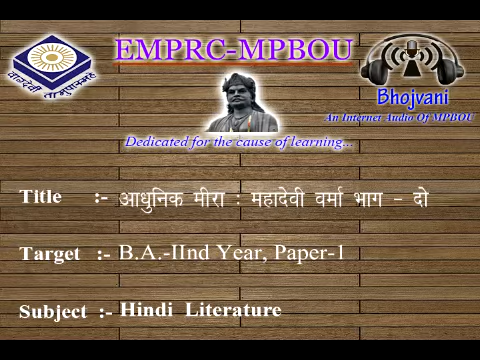 EMPRC-MPBOU
Bhojvani
An Internet Audio Of MPBOU
Dedicated for the cause of learning...
Title :- आधुनिक मीरा : महादेवी वर्मा भाग - दो
Target :- B.A.-IInd Year, Paper-1
Subject :- Hindi Literature